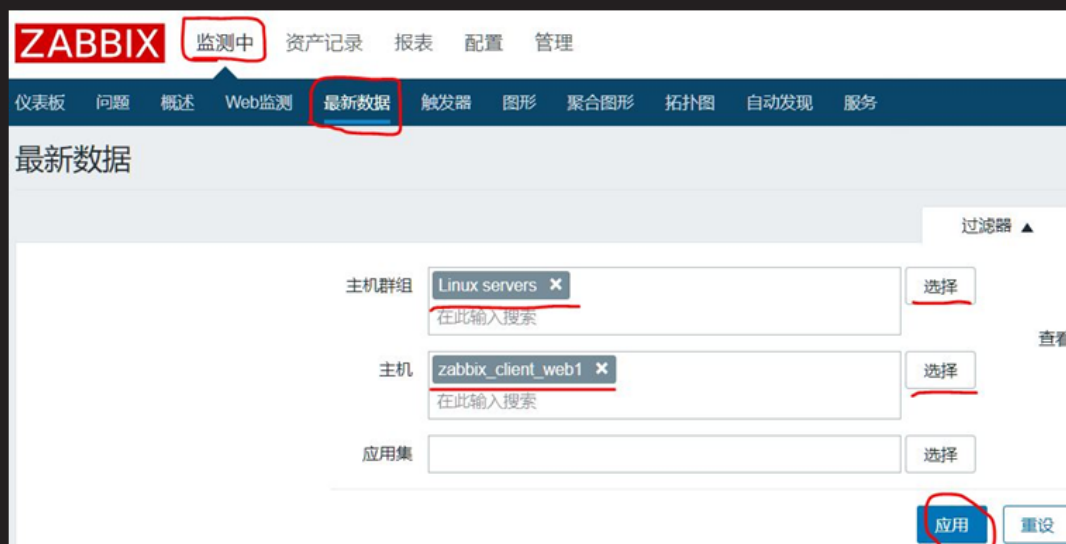 ZABBIX 监测中 资产记录 报表 配置 管理
仪表板 问题 概述 Web监测 最新数据 触发器 图形 聚合图形 拓扑图 自动发现 服务
最新数据
过滤器 ▲
主机群组 Linux servers × 选择
在此输入搜索
查看
主机 zabbix_client_web1 × 选择
在此输入搜索
应用集 选择
应用 重设